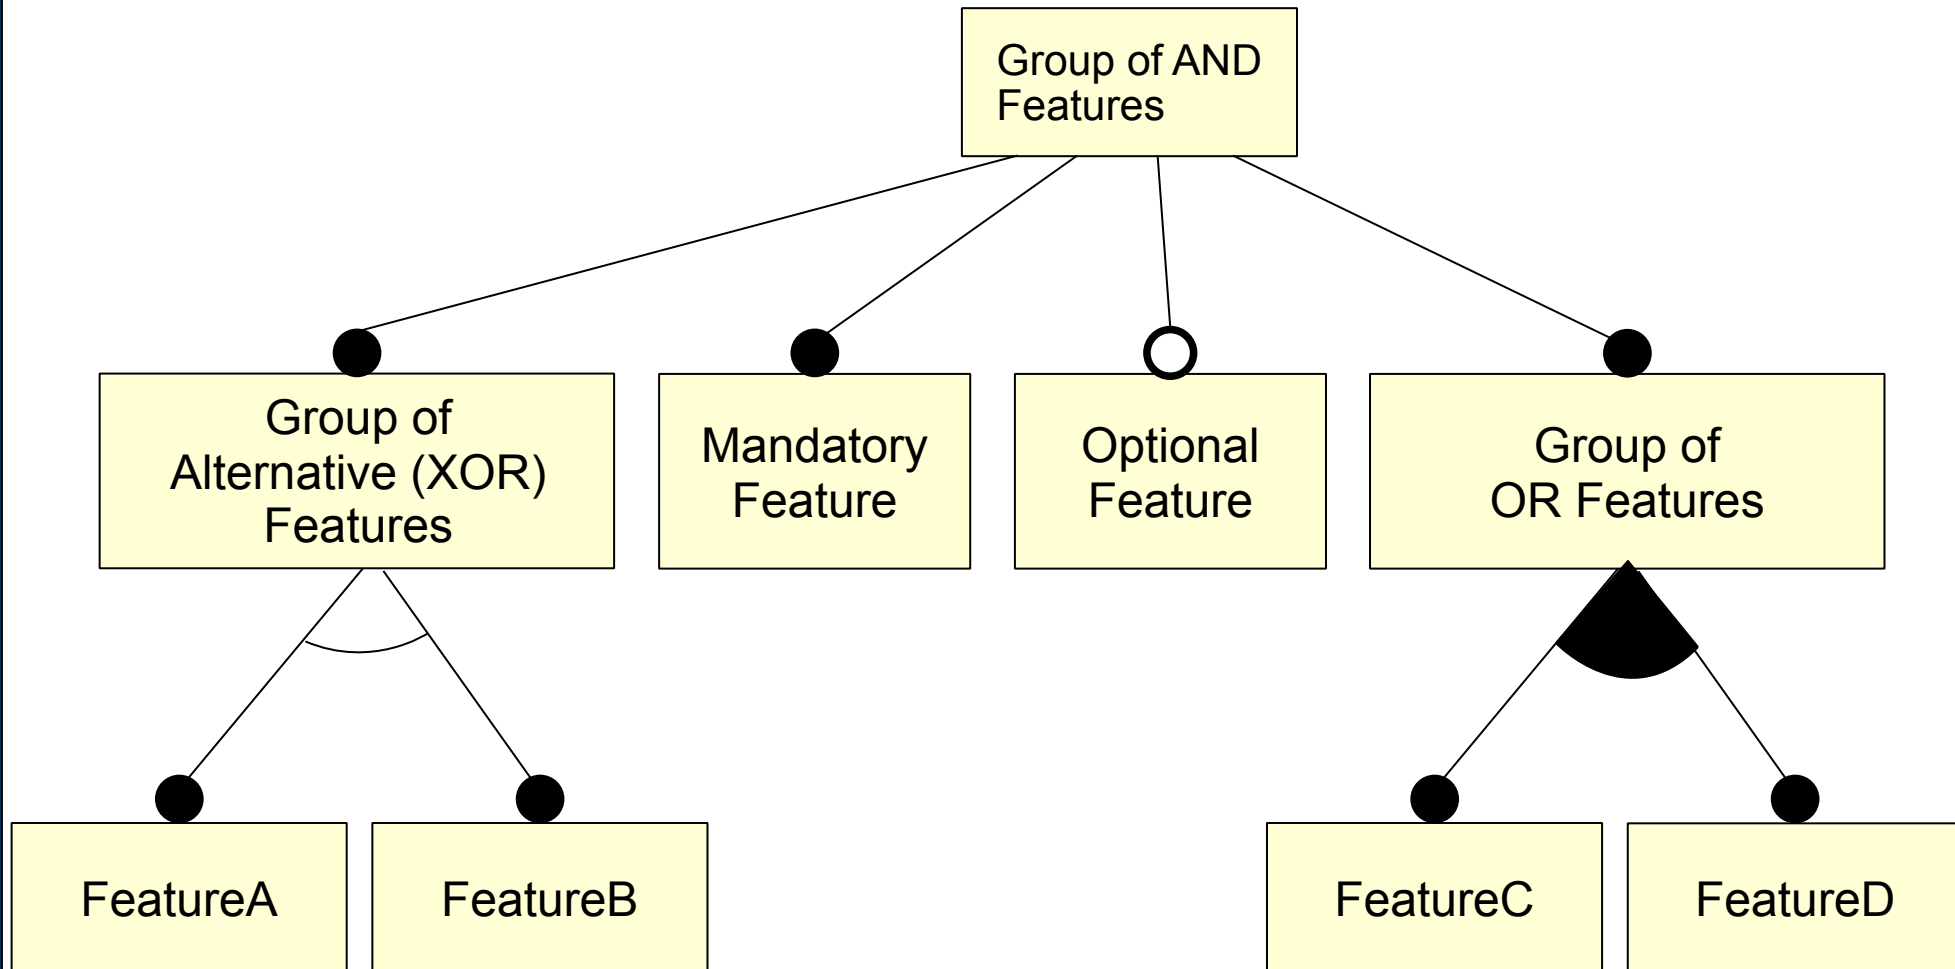 Group of AND
Features
Group of
Alternative (XOR)
Features
Mandatory
Feature
Optional
Feature
Group of
OR Features
FeatureA
FeatureB
FeatureC
FeatureD